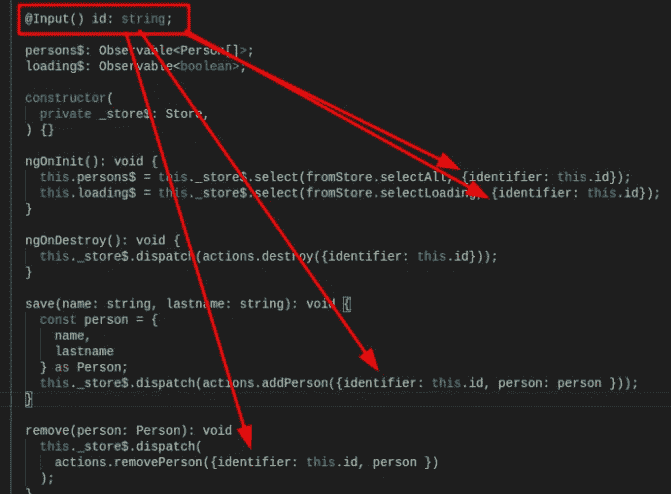 @Input() id: string;
persons$: Observable<Person[]>;
loading$: Observable<boolean>;
constructor(
private _store$: Store,
) {}
ngOnInit(): void {
this.persons$ = this._store$.select(fromStore.selectAll, {identifier: this.id});
this.loading$ = this._store$.select(fromStore.selectLoading, {identifier: this.id});
}
ngOnDestroy(): void {
this._store$.dispatch(actions.destroy({identifier: this.id}));
}
save(name: string, lastname: string): void {
const person = {
name,
lastname
} as Person;
this._store$.dispatch(actions.addPerson({identifier: this.id, person: person }));
}
remove(person: Person): void
this._store$.dispatch(
actions.removePerson({identifier: this.id, person })
);
}